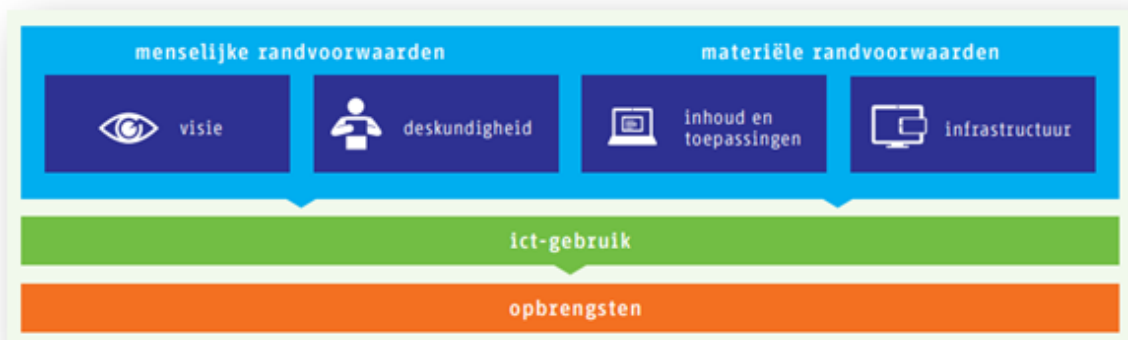 menselijke randvoorwaarden
materiële randvoorwaarden
visie
deskundigheid
inhoud en
toepassingen
infrastructuur
ict-gebruik
opbrengsten